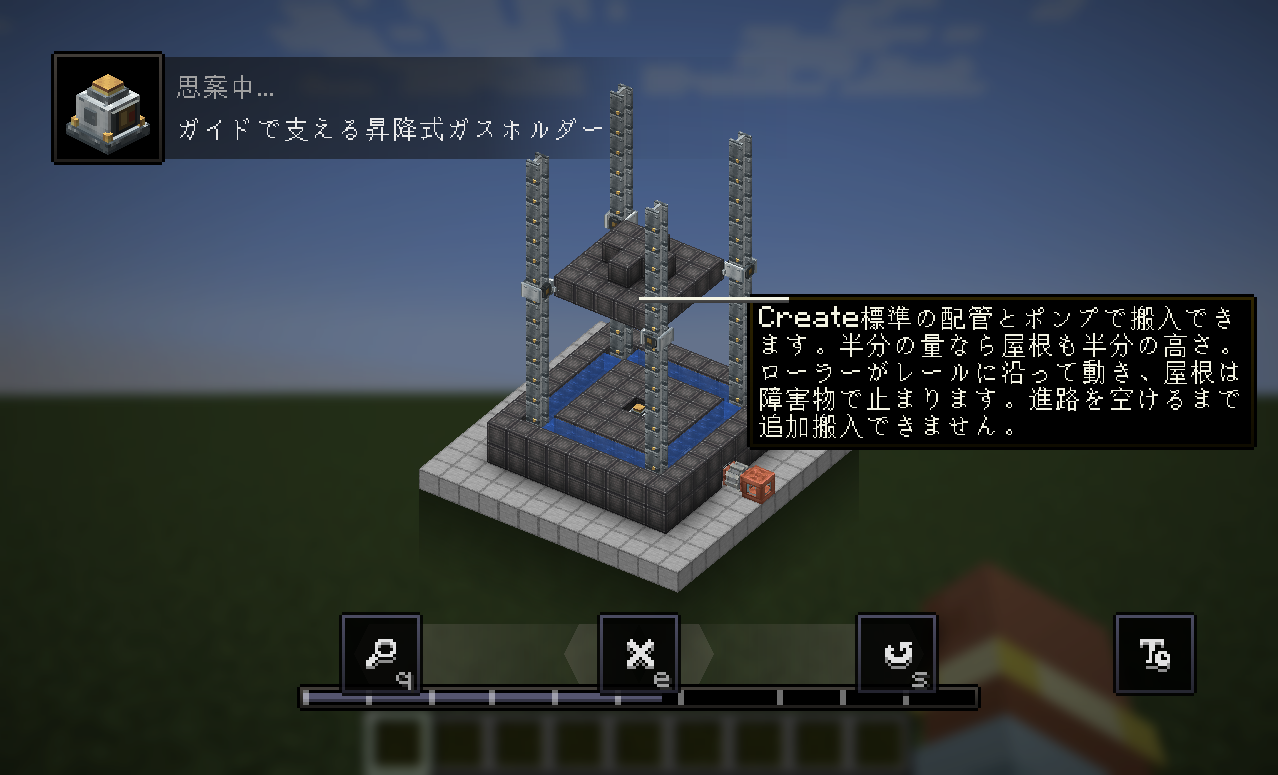 思案中...
ガイドで支える昇降式ガスホルダー
Create標準の配管とポンプで搬入でき
ます。半分の量なら屋根も半分の高さ。
ローラーがレールに沿って動き、屋根は
障害物で止まります。進路を空けるまで
追加搬入できません。
q
e
s
T